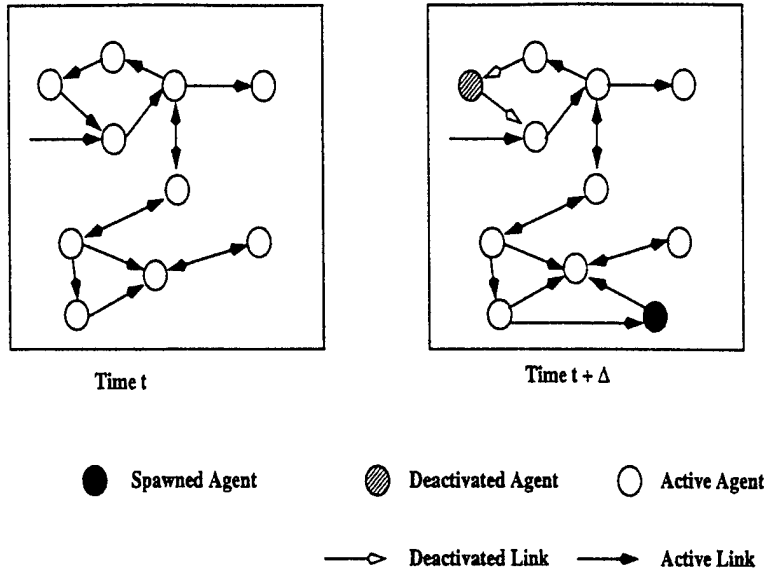 Time t
Time t + Δ
Spawned Agent
Deactivated Agent
Active Agent
Deactivated Link
Active Link